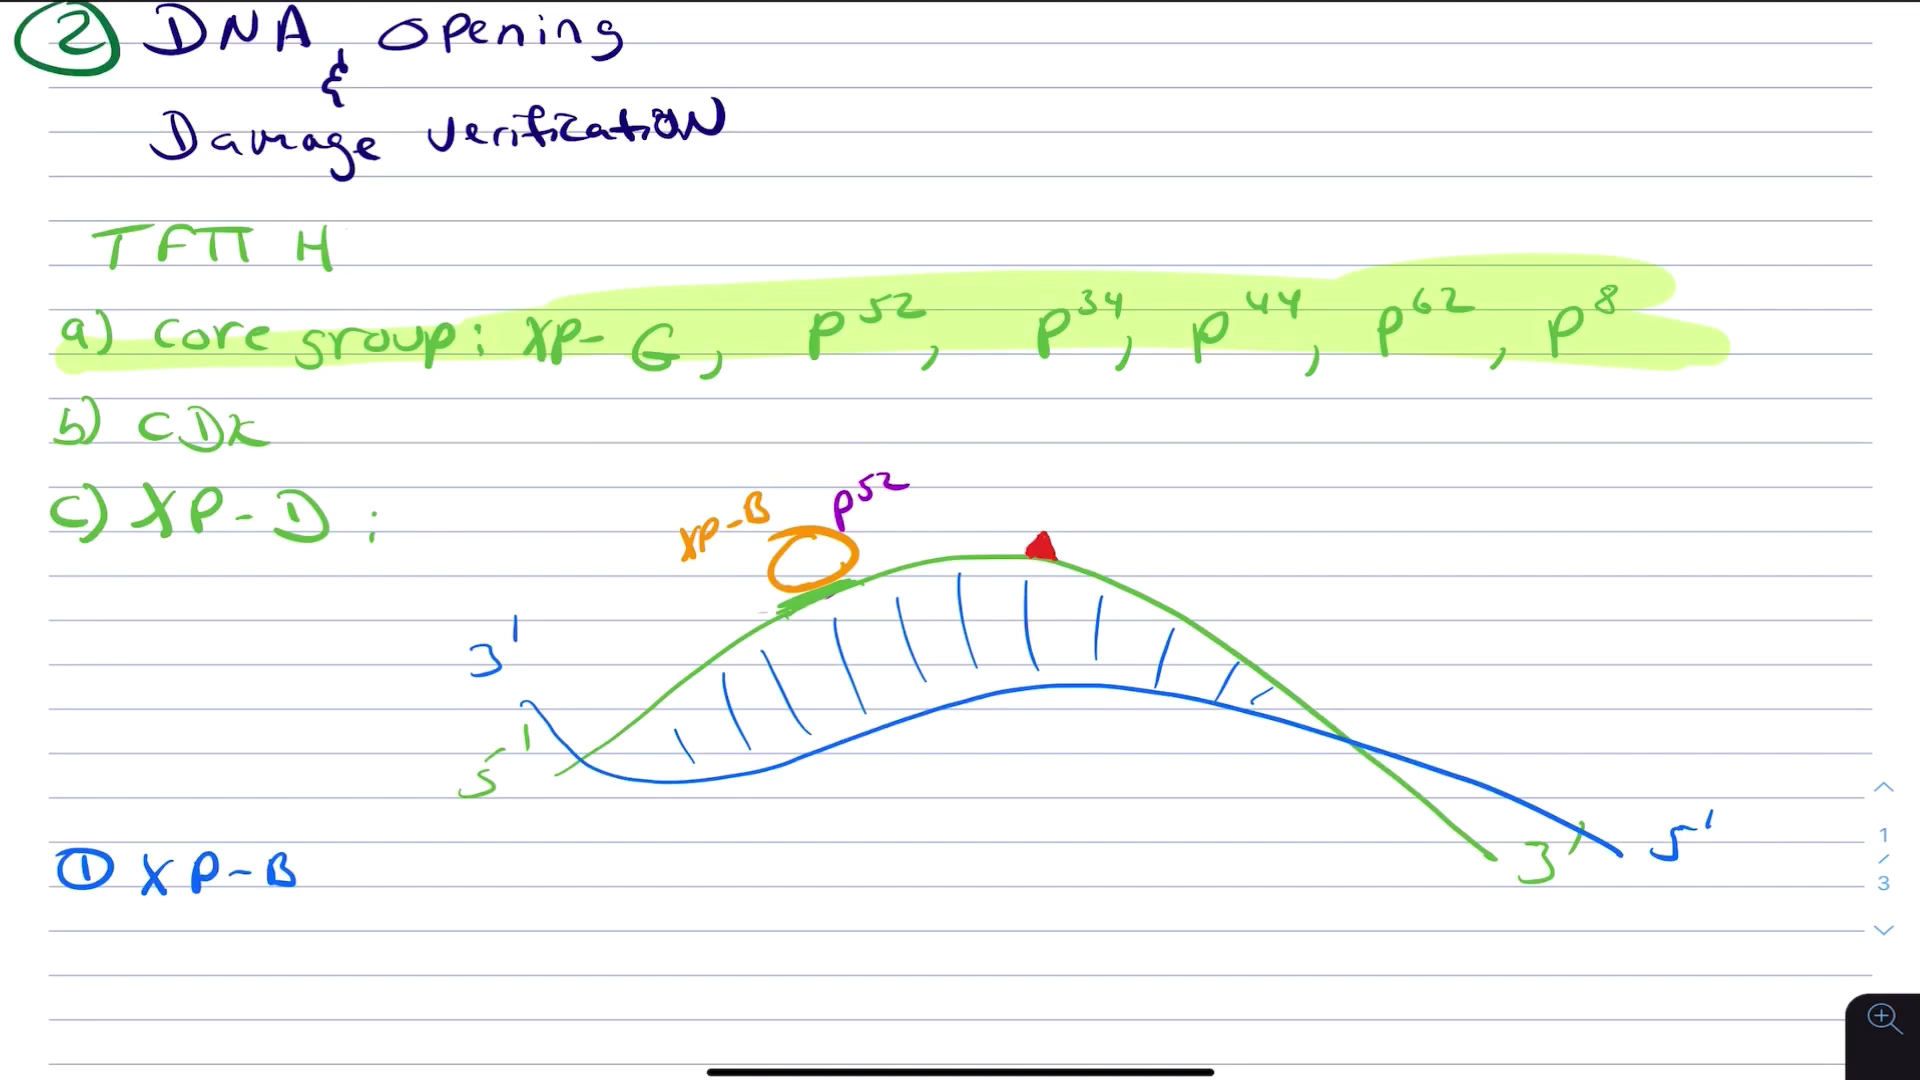 2 DNA opening
&
Damage verification
TFII H
a) core group: XP-G, p52, p34, p44, p62, p8
b) CDK
c) XP-D :
XP-B p52
3'
5'
3' 5'
1 XP-B
1
/
3